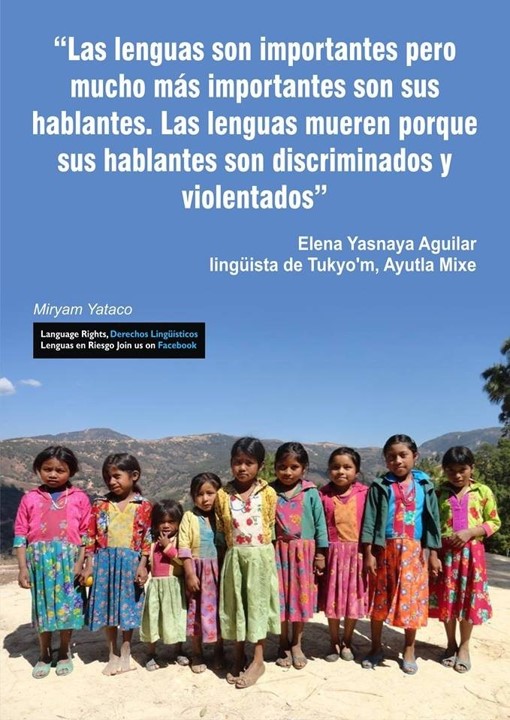 “Las lenguas son importantes pero
mucho más importantes son sus
hablantes. Las lenguas mueren porque
sus hablantes son discriminados y
violentados”
Elena Yasnaya Aguilar
lingüista de Tukyo'm, Ayutla Mixe
Miryam Yataco
Language Rights, Derechos Lingüísticos
Lenguas en Riesgo Join us on Facebook